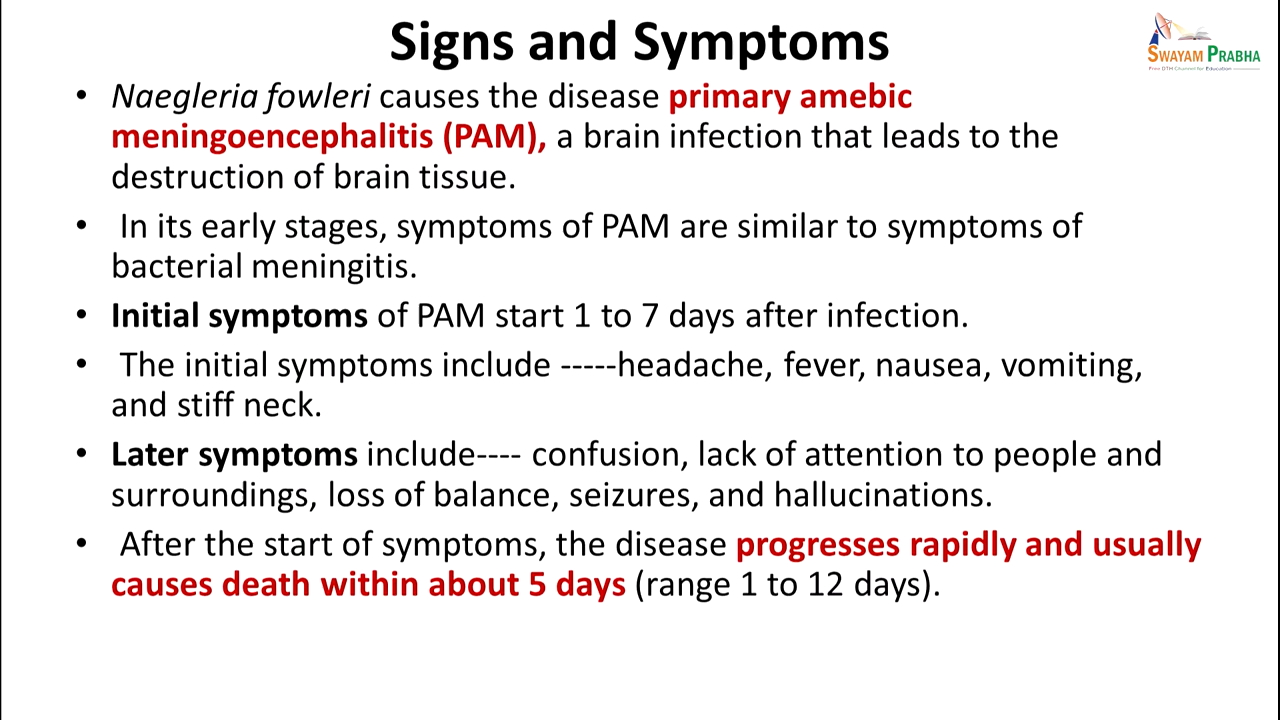 Signs and Symptoms
SWAYAM PRABHA
• Naegleria fowleri causes the disease primary amebic
meningoencephalitis (PAM), a brain infection that leads to the
destruction of brain tissue.
• In its early stages, symptoms of PAM are similar to symptoms of
bacterial meningitis.
• Initial symptoms of PAM start 1 to 7 days after infection.
• The initial symptoms include -----headache, fever, nausea, vomiting,
and stiff neck.
• Later symptoms include---- confusion, lack of attention to people and
surroundings, loss of balance, seizures, and hallucinations.
• After the start of symptoms, the disease progresses rapidly and usually
causes death within about 5 days (range 1 to 12 days).